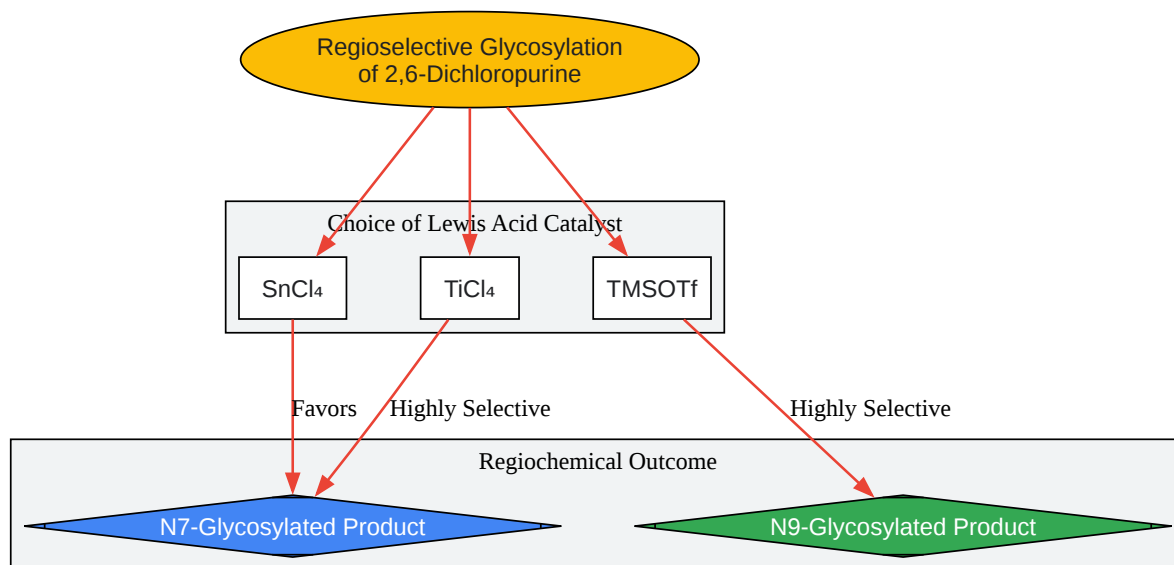 Regioselective Glycosylation
of 2,6-Dichloropurine
Choice of Lewis Acid Catalyst
SnCl₄
TiCl₄
TMSOTf
Favors
Highly Selective
Highly Selective
Regiochemical Outcome
N7-Glycosylated Product
N9-Glycosylated Product